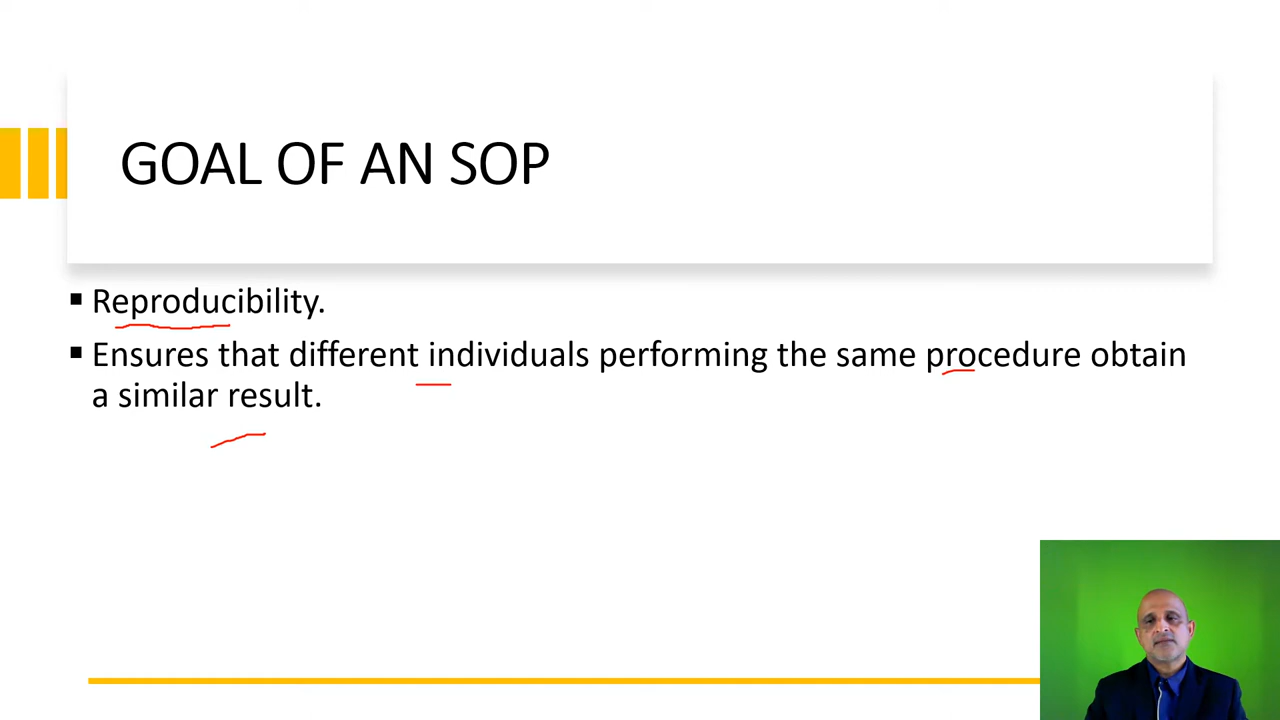 GOAL OF AN SOP
▪ Reproducibility.
▪ Ensures that different individuals performing the same procedure obtain
a similar result.